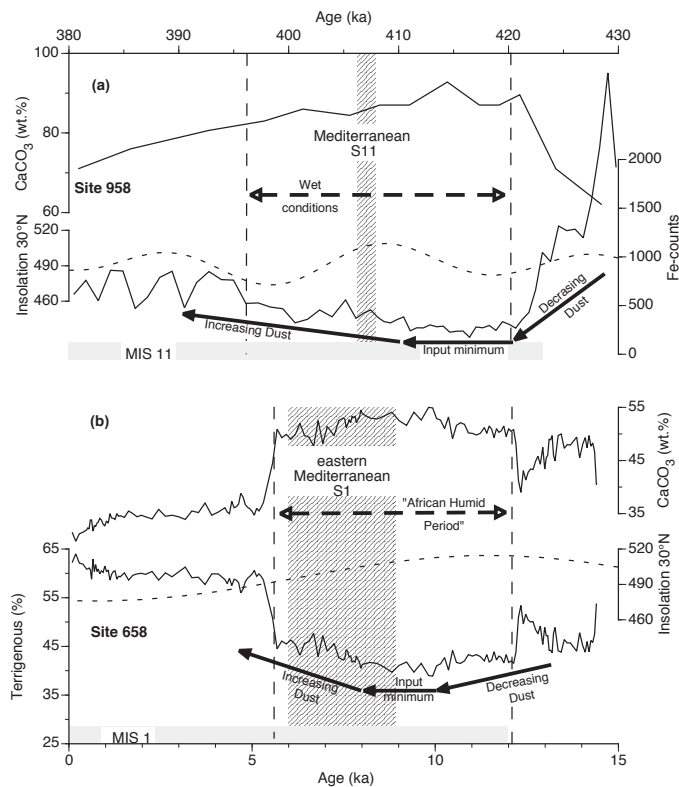 Age (ka)
380 390 400 410 420 430
100
80
60
CaCO3 (wt.%)
(a)
Mediterranean
S11
Site 958
Wet
conditions
2000
1500
1000
500
0
Fe-counts
520
490
460
Insolation 30°N
Increasing Dust
Input minimum
Decrasing
Dust
MIS 11
(b)
55
45
35
CaCO3 (wt.%)
eastern
Mediterranean
S1
"African Humid
Period"
65
55
45
35
25
Terrigenous (%)
520
490
460
Insolation 30°N
Site 658
Increasing
Dust
Input
minimum
Decreasing
Dust
MIS 1
0 5 10 15
Age (ka)